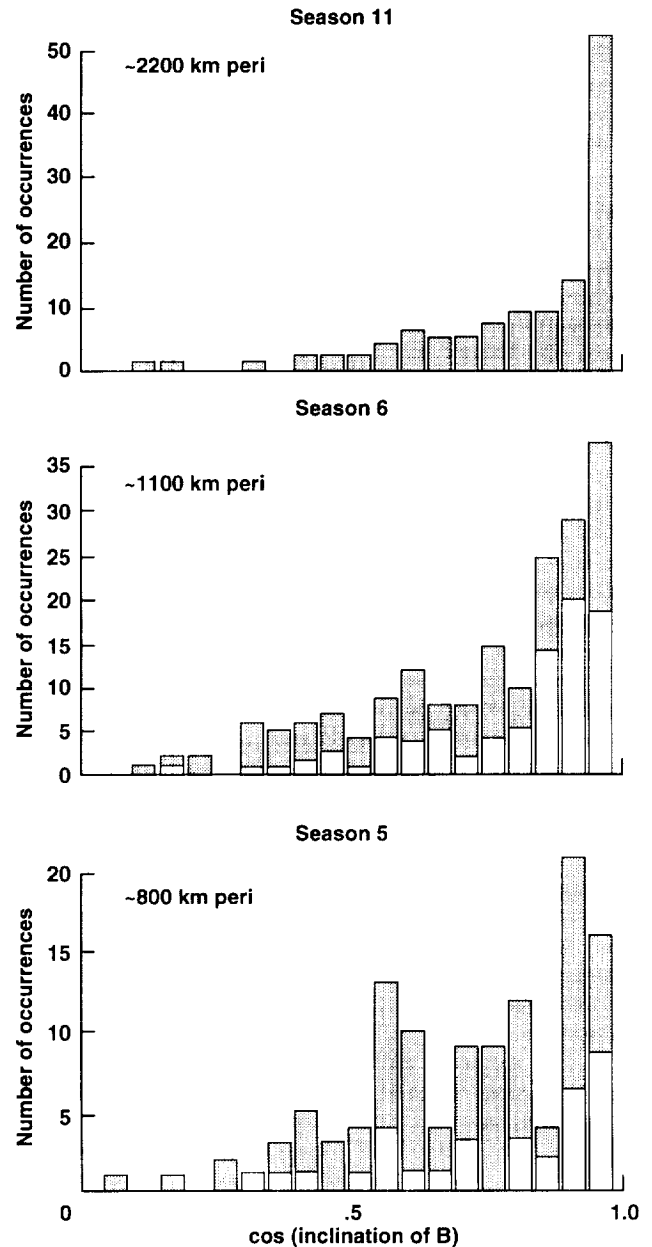 Season 11
~2200 km peri
50
40
30
20
10
0
Number of occurrences
Season 6
~1100 km peri
35
30
25
20
15
10
5
0
Number of occurrences
Season 5
~800 km peri
20
15
10
5
Number of occurrences
0 .5 1.0
cos (inclination of B)